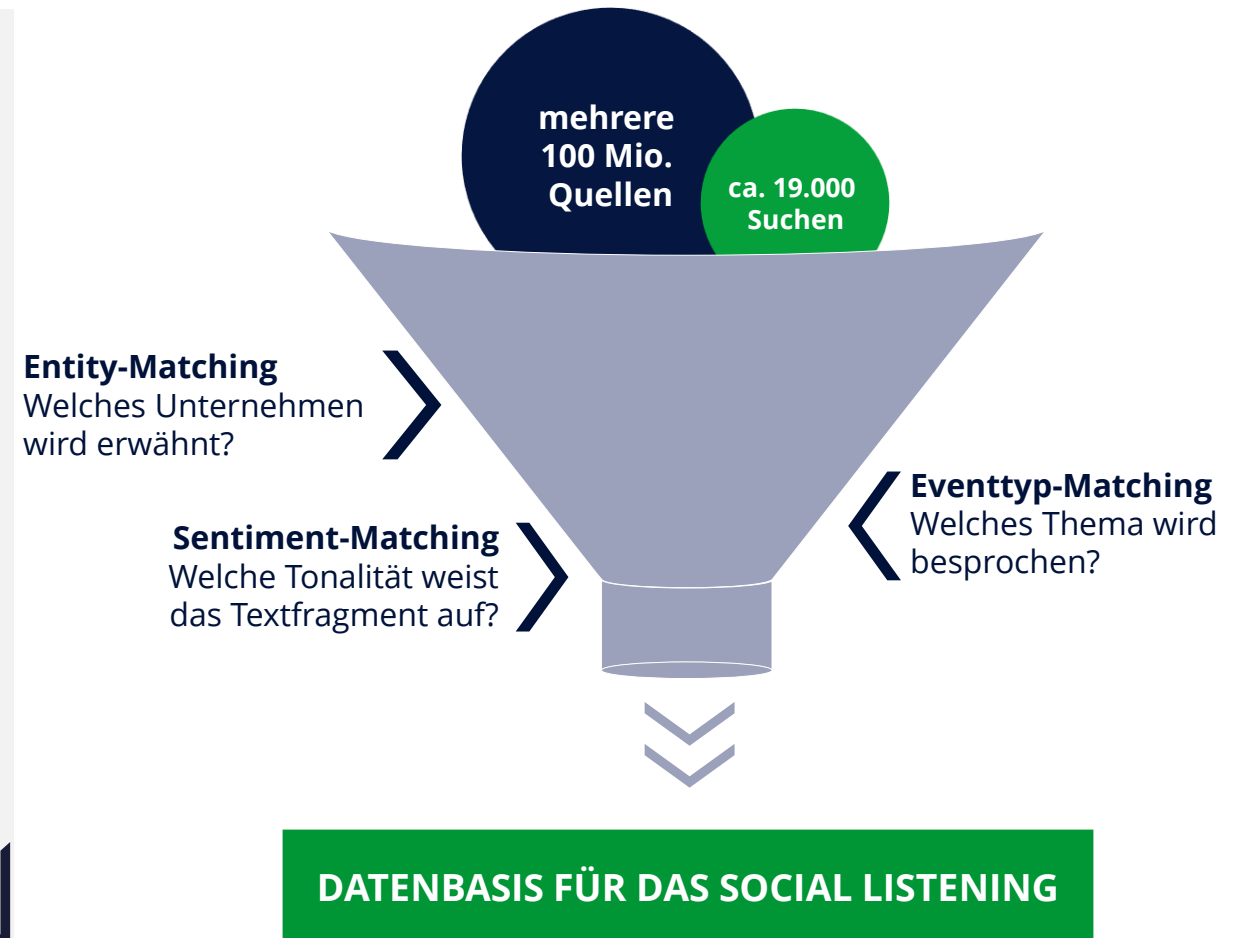 mehrere
100 Mio.
Quellen
ca. 19.000
Suchen
Entity-Matching
Welches Unternehmen
wird erwähnt?
Eventtyp-Matching
Welches Thema wird
besprochen?
Sentiment-Matching
Welche Tonalität weist
das Textfragment auf?
DATENBASIS FÜR DAS SOCIAL LISTENING